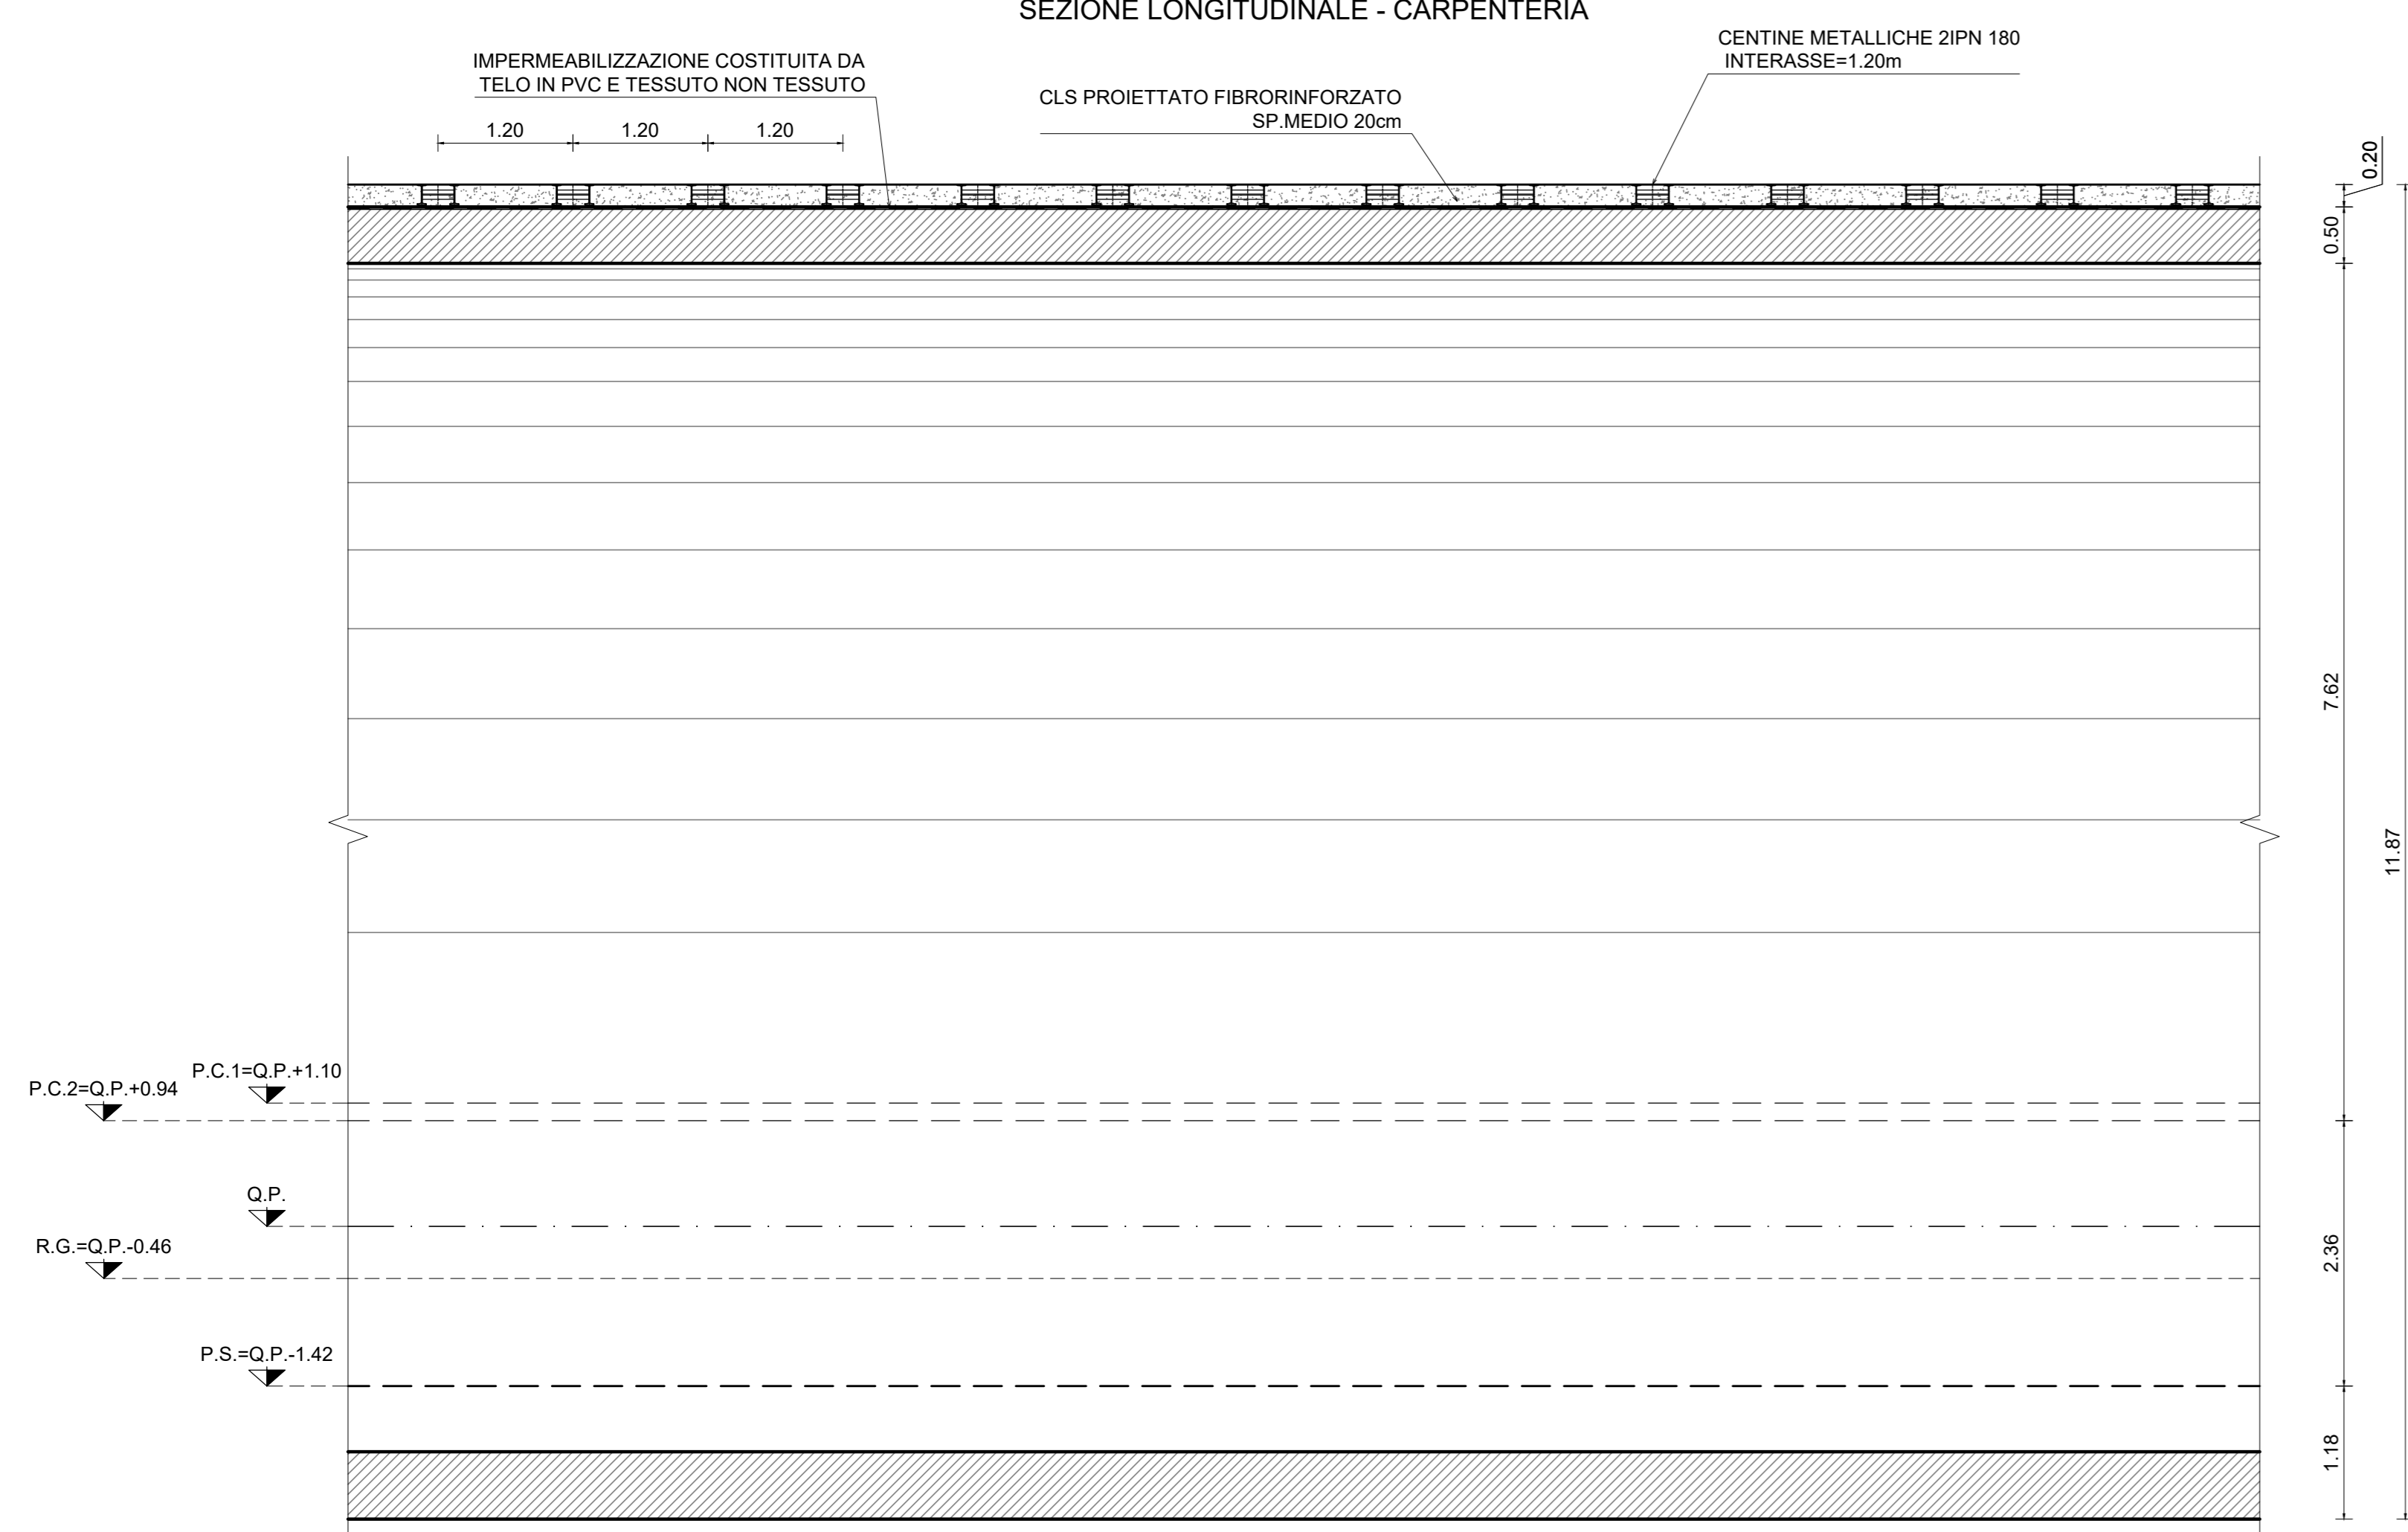 SEZIONE LONGITUDINALE - CARPENTERIA
IMPERMEABILIZZAZIONE COSTITUITA DA
TELO IN PVC E TESSUTO NON TESSUTO
CENTINE METALLICHE 2IPN 180
INTERASSE=1.20m
CLS PROIETTATO FIBRORINFORZATO
SP.MEDIO 20cm
1.20
1.20
1.20
0.20
0.50
7.62
11.87
P.C.1=Q.P.+1.10
P.C.2=Q.P.+0.94
Q.P.
R.G.=Q.P.-0.46
2.36
P.S.=Q.P.-1.42
1.18